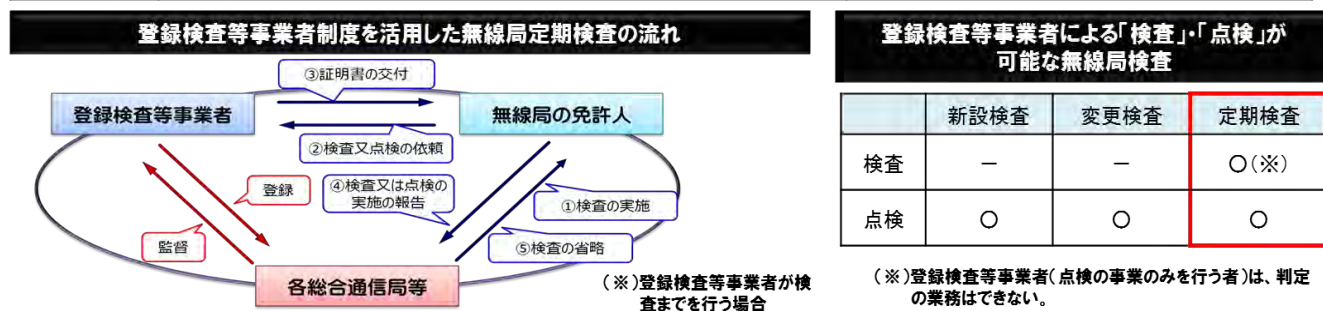 登録検査等事業者制度を活用した無線局定期検査の流れ
③証明書の交付
登録検査等事業者
無線局の免許人
②検査又点検の依頼
登録
④検査又は点検の
実施の報告
①検査の実施
監督
⑤検査の省略
各総合通信局等
(※)登録検査等事業者が検
査までを行う場合
登録検査等事業者による「検査」・「点検」が
可能な無線局検査
新設検査 変更検査 定期検査
検査 － － ○(※)
点検 ○ ○ ○
(※)登録検査等事業者(点検の事業のみを行う者)は、判定
の業務はできない。